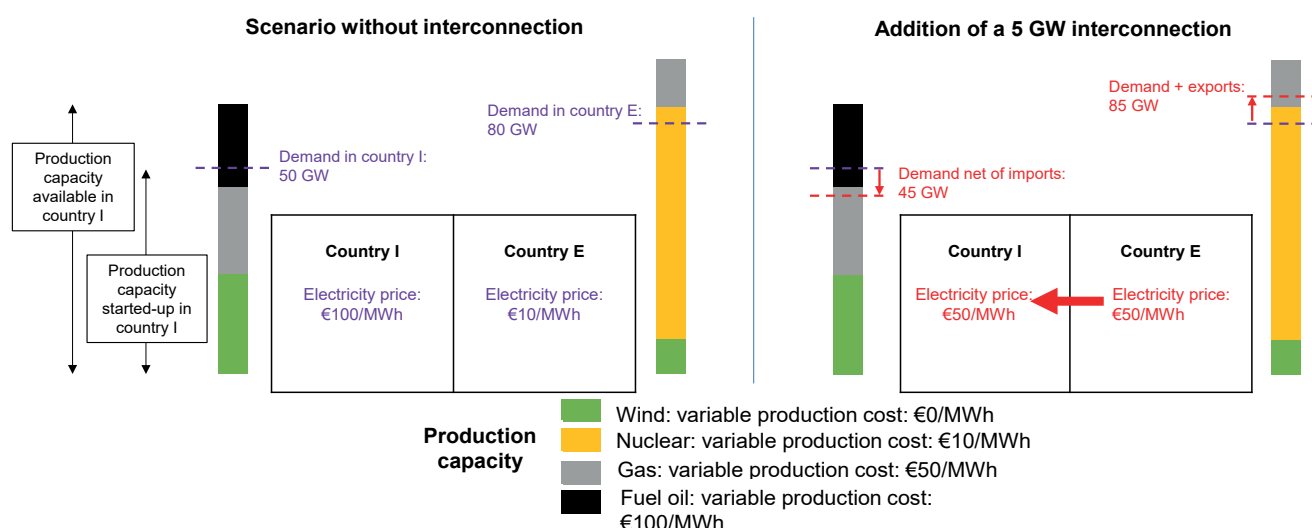 Scenario without interconnection
Addition of a 5 GW interconnection
Production
capacity
available in
country I
Production
capacity
started-up in
country I
Demand in country I:
50 GW
Demand in country E:
80 GW
Country I
Electricity price:
€100/MWh
Country E
Electricity price:
€10/MWh
Demand net of imports:
45 GW
Demand + exports:
85 GW
Country I
Electricity price:
€50/MWh
Country E
Electricity price:
€50/MWh
Production
capacity
Wind: variable production cost: €0/MWh
Nuclear: variable production cost: €10/MWh
Gas: variable production cost: €50/MWh
Fuel oil: variable production cost:
€100/MWh